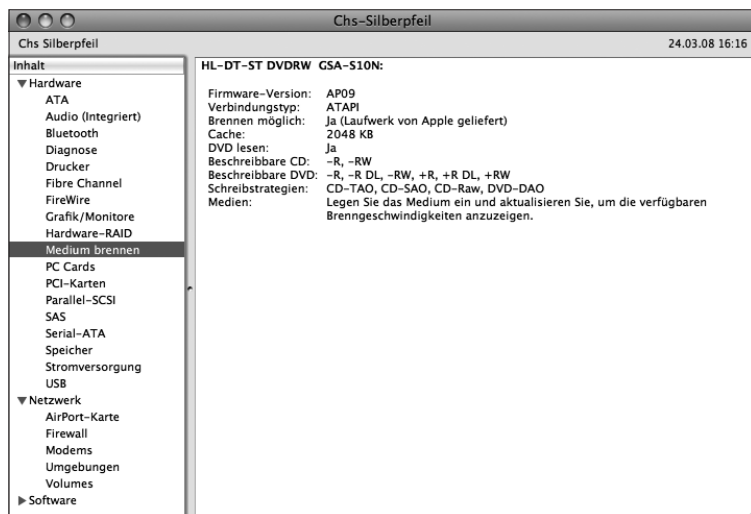 Chs-Silberpfeil
Chs Silberpfeil 24.03.08 16:16
Inhalt
Hardware
ATA
Audio (Integriert)
Bluetooth
Diagnose
Drucker
Fibre Channel
FireWire
Grafik/Monitore
Hardware-RAID
Medium brennen
PC Cards
PCI-Karten
Parallel-SCSI
SAS
Serial-ATA
Speicher
Stromversorgung
USB
Netzwerk
AirPort-Karte
Firewall
Modems
Umgebungen
Volumes
Software
HL-DT-ST DVDRW GSA-S10N:
Firmware-Version: AP09
Verbindungstyp: ATAPI
Brennen möglich: Ja (Laufwerk von Apple geliefert)
Cache: 2048 KB
DVD lesen: Ja
Beschreibbare CD: -R, -RW
Beschreibbare DVD: -R, -R DL, -RW, +R, +R DL, +RW
Schreibstrategien: CD-TAO, CD-SAO, CD-Raw, DVD-DAO
Medien: Legen Sie das Medium ein und aktualisieren Sie, um die verfügbaren
Brenngeschwindigkeiten anzuzeigen.